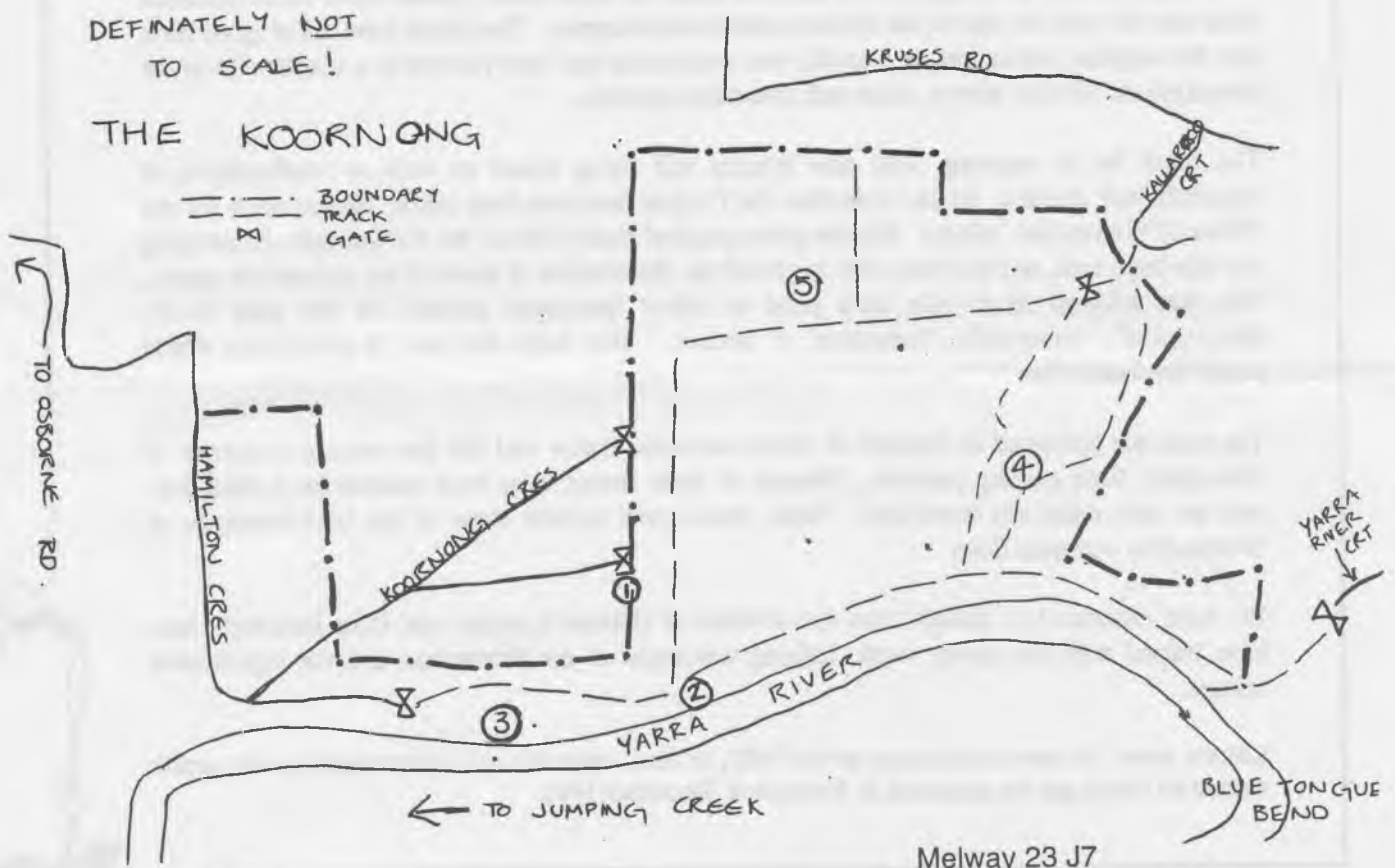 DEFINATELY NOT
TO SCALE !
THE KOORNONG
BOUNDARY
TRACK
GATE
KRUSES RD
KALLAROO
CRT
5
TO OSBORNE RD.
HAMILTON CRES
KOORNONG CRES
4
YARRA
RIVER
CRT
1
2
3
YARRA RIVER
TO JUMPING CREEK
BLUE TONGUE
BEND
Melway 23 J7